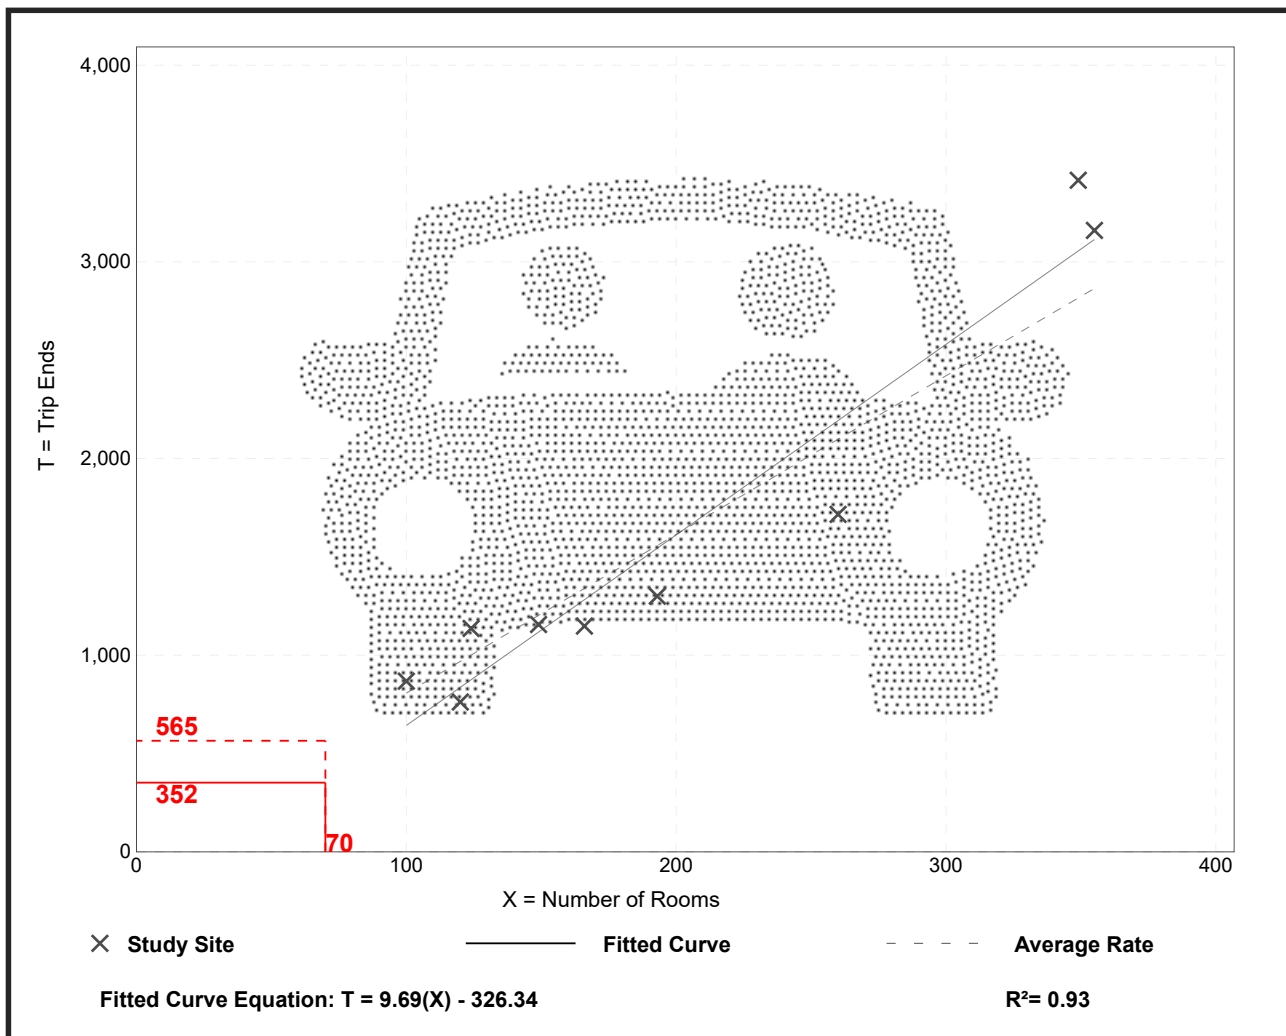 4,000
3,000
T = Trip Ends
2,000
1,000
565
352
70
0
0 100 200 300 400
X = Number of Rooms
Study Site Fitted Curve Average Rate
Fitted Curve Equation: T = 9.69(X) - 326.34 R²= 0.93